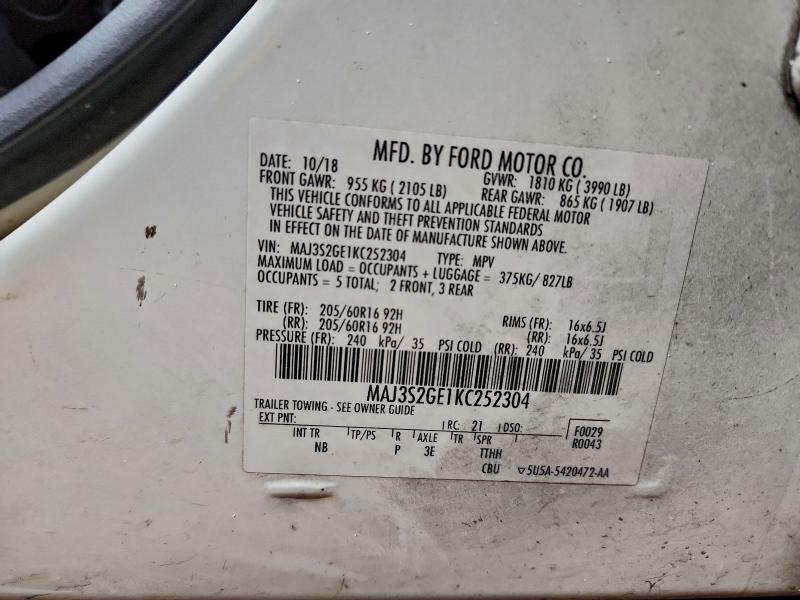 MFD. BY FORD MOTOR CO.
DATE: 10/18 GVWR: 1810 KG ( 3990 LB)
FRONT GAWR: 955 KG ( 2105 LB) REAR GAWR: 865 KG ( 1907 LB)
THIS VEHICLE CONFORMS TO ALL APPLICABLE FEDERAL MOTOR
VEHICLE SAFETY AND THEFT PREVENTION STANDARDS
IN EFFECT ON THE DATE OF MANUFACTURE SHOWN ABOVE.
VIN: MAJ3S2GE1KC252304 TYPE: MPV
MAXIMUM LOAD = OCCUPANTS + LUGGAGE = 375KG/ 827LB
OCCUPANTS = 5 TOTAL; 2 FRONT, 3 REAR
TIRE (FR): 205/60R16 92H RIMS (FR): 16x6.5J
(RR): 205/60R16 92H (RR): 16x6.5J
PRESSURE (FR): 240 kPa/ 35 PSI COLD (RR): 240 kPa/ 35 PSI COLD
MAJ3S2GE1KC252304
TRAILER TOWING - SEE OWNER GUIDE
EXT PNT: RC: 21 DSO: F0029
R0043
INT TR TP/PS R AXLE TR SPR
NB P 3E TTHH
CBU 5U5A-5420472-AA